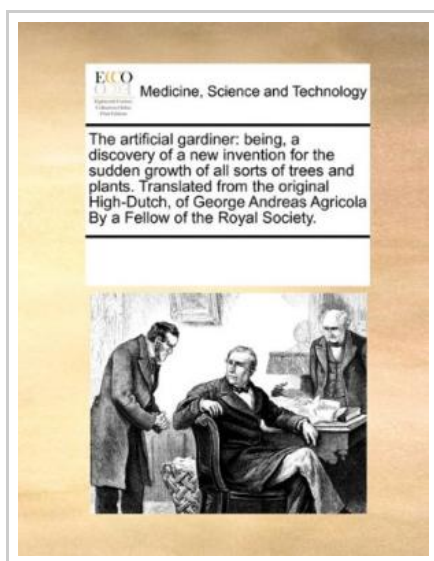 ECCO
Medicine, Science and Technology
The artificial gardiner: being, a
discovery of a new invention for the
sudden growth of all sorts of trees and
plants. Translated from the original
High-Dutch, of George Andreas Agricola
By a Fellow of the Royal Society.